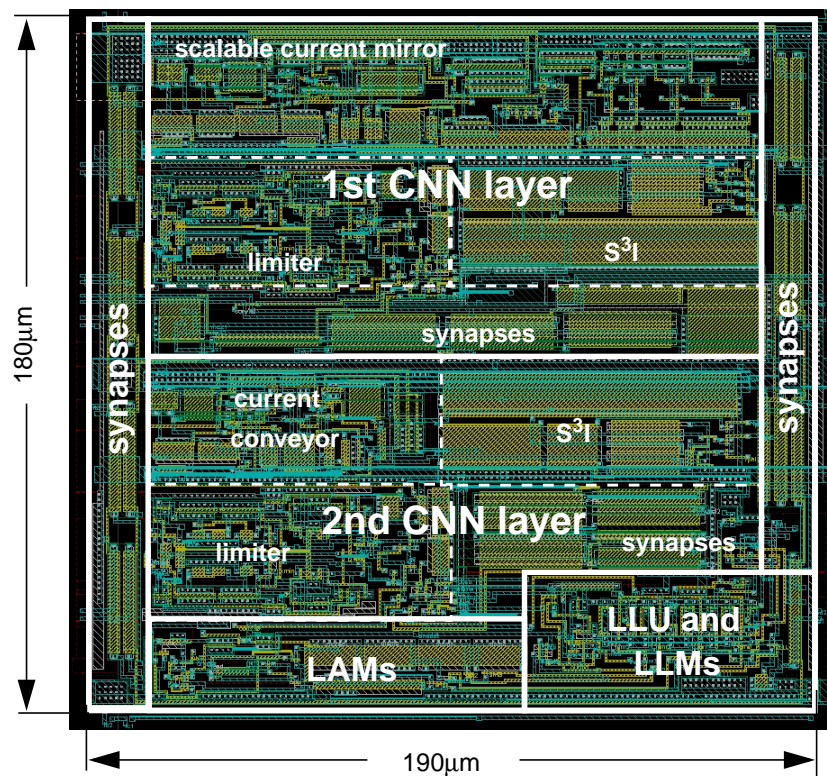 scalable current mirror
1st CNN layer
limiter
S³I
synapses
synapses
synapses
180μm
current
conveyor
S³I
2nd CNN layer
limiter
synapses
LLU and
LLMs
LAMs
190μm